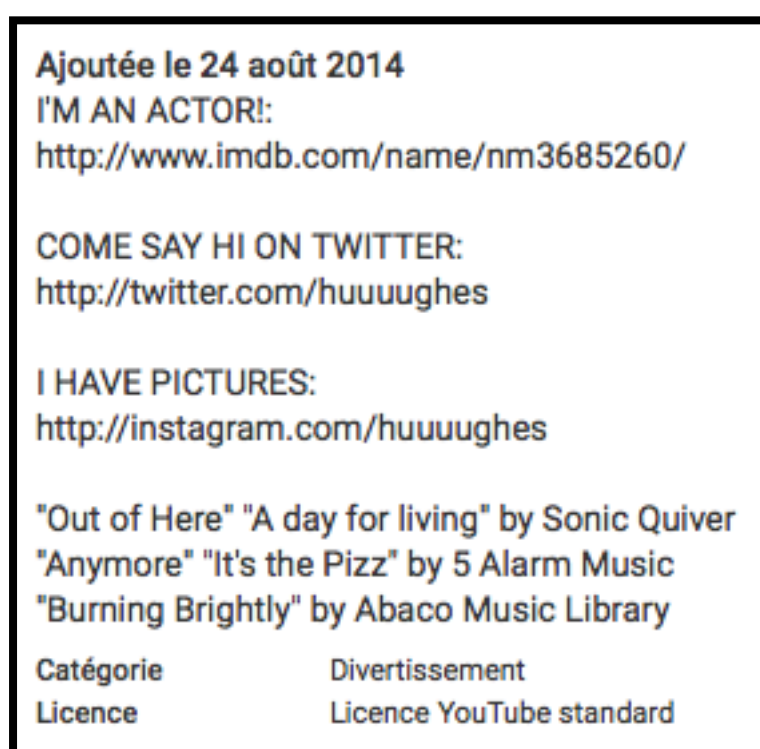 Ajoutée le 24 août 2014
I'M AN ACTOR!:
http://www.imdb.com/name/nm3685260/
COME SAY HI ON TWITTER:
http://twitter.com/huuuughes
I HAVE PICTURES:
http://instagram.com/huuuughes
"Out of Here" "A day for living" by Sonic Quiver
"Anymore" "It's the Pizz" by 5 Alarm Music
"Burning Brightly" by Abaco Music Library
Catégorie Divertissement
Licence Licence YouTube standard